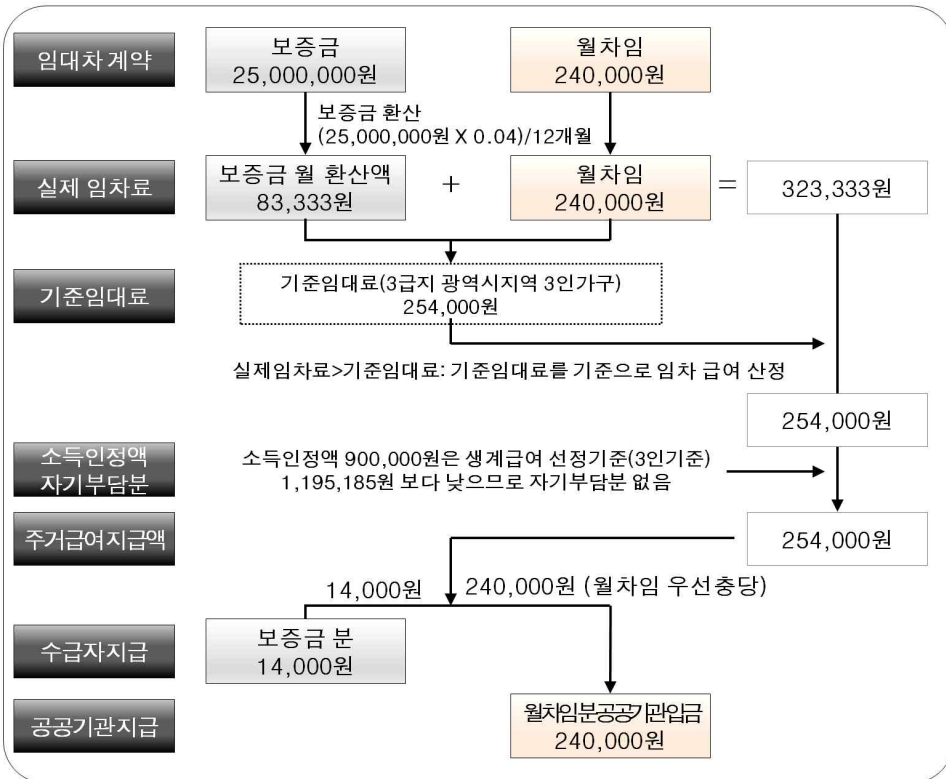 임대차 계약
보증금
25,000,000원
월차임
240,000원
보증금 환산
(25,000,000원 X 0.04)/12개월
실제 임차료
보증금 월 환산액
83,333원
+
월차임
240,000원
=
323,333원
기준임대료
기준임대료(3급지 광역시지역 3인가구)
254,000원
실제임차료>기준임대료: 기준임대료를 기준으로 임차 급여 산정
254,000원
소득인정액
자기부담분
소득인정액 900,000원은 생계급여 선정기준(3인기준)
1,195,185원 보다 낮으므로 자기부담분 없음
주거급여지급액
254,000원
14,000원
240,000원 (월차임 우선충당)
수급자지급
보증금 분
14,000원
공공기관지급
월차임분공공기관입금
240,000원